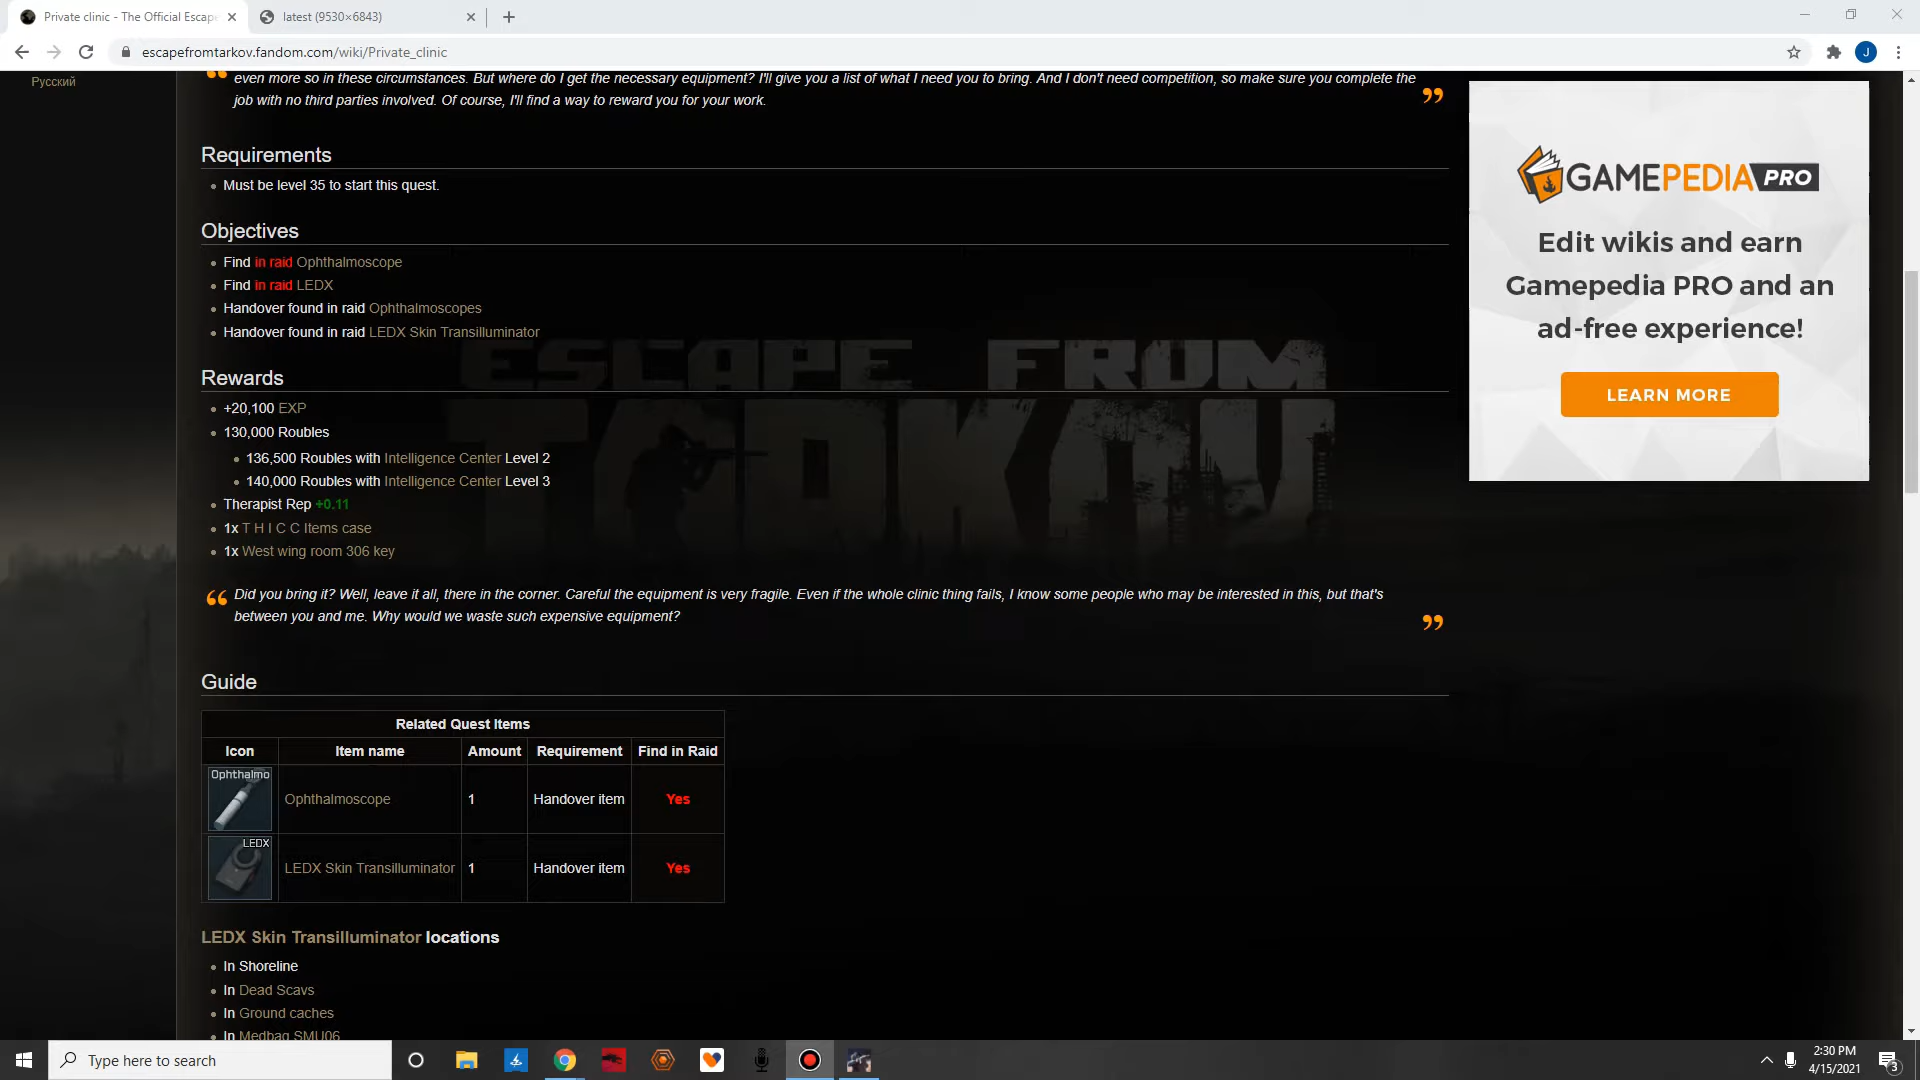 Private clinic - The Official Escape
latest (9530×6843)
escapefromtarkov.fandom.com/wiki/Private_clinic
J
Русский
even more so in these circumstances. But where do I get the necessary equipment? I'll give you a list of what I need you to bring. And I don't need competition, so make sure you complete the
job with no third parties involved. Of course, I'll find a way to reward you for your work.
Requirements
Must be level 35 to start this quest.
Objectives
Find in raid Ophthalmoscope
Find in raid LEDX
Handover found in raid Ophthalmoscopes
Handover found in raid LEDX Skin Transilluminator
ESCAPE FROM
TARKOV
Rewards
+20,100 EXP
130,000 Roubles
136,500 Roubles with Intelligence Center Level 2
140,000 Roubles with Intelligence Center Level 3
Therapist Rep +0.11
1x T H I C C Items case
1x West wing room 306 key
Did you bring it? Well, leave it all, there in the corner. Careful the equipment is very fragile. Even if the whole clinic thing fails, I know some people who may be interested in this, but that's
between you and me. Why would we waste such expensive equipment?
Guide
Related Quest Items
Icon Item name Amount Requirement Find in Raid
Ophthalmo
Ophthalmoscope 1 Handover item Yes
LEDX
LEDX Skin Transilluminator 1 Handover item Yes
LEDX Skin Transilluminator locations
In Shoreline
In Dead Scavs
In Ground caches
In Medbag SMU06
GAMEPEDIA PRO
Edit wikis and earn
Gamepedia PRO and an
ad-free experience!
LEARN MORE
Type here to search
2:30 PM
4/15/2021
3